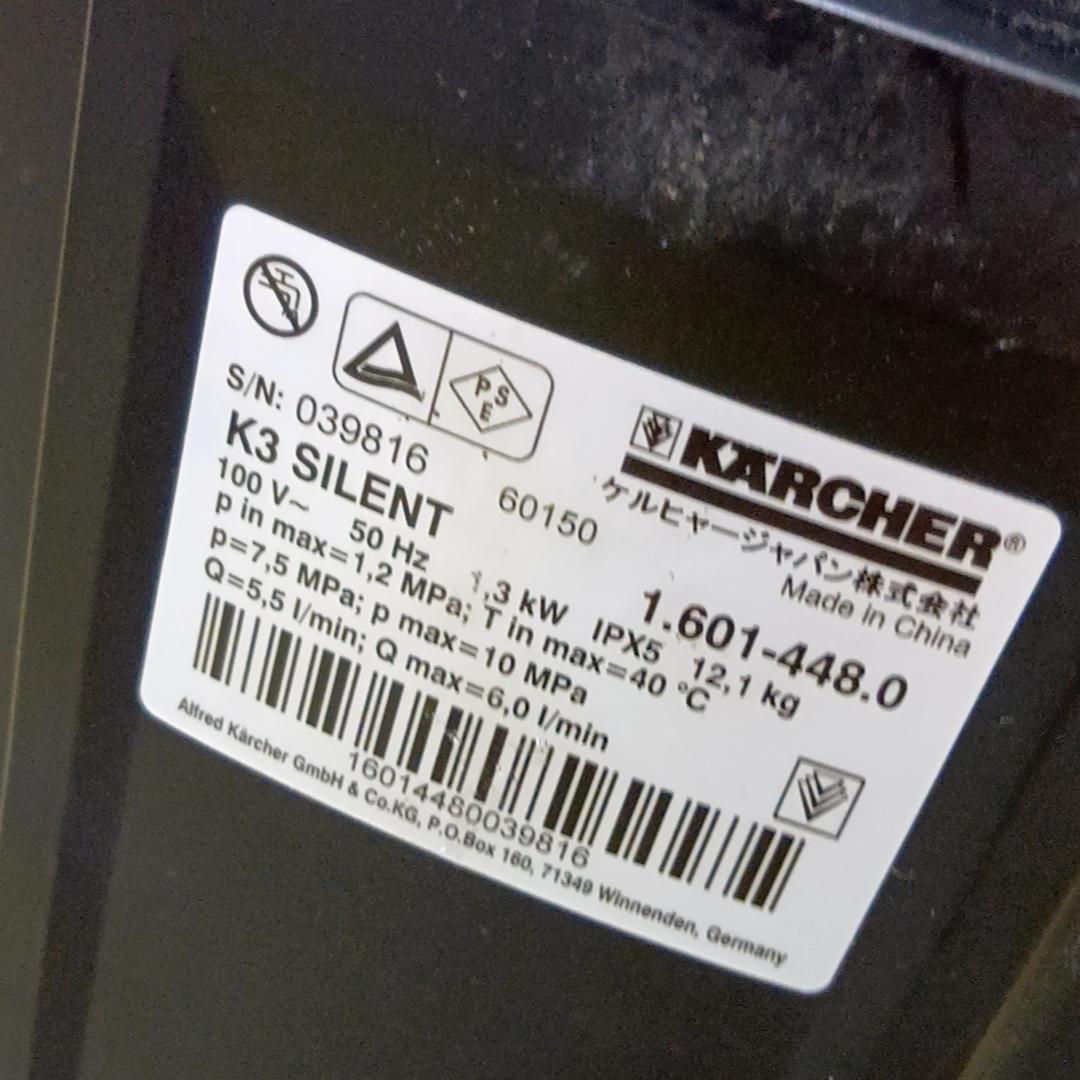 PSE
S/N: 039816 60150
K3 SILENT
KÄRCHER®
ケルヒャージャパン株式会社
Made in China
1.601-448.0
100 V~ 50 Hz 1,3 kW IPX5 12,1 kg
p in max=1,2 MPa; T in max=40 °C
p=7,5 MPa; p max=10 MPa
Q=5,5 l/min; Q max=6,0 l/min
16014480039816
Alfred Kärcher GmbH & Co.KG, P.O.Box 160, 71349 Winnenden, Germany